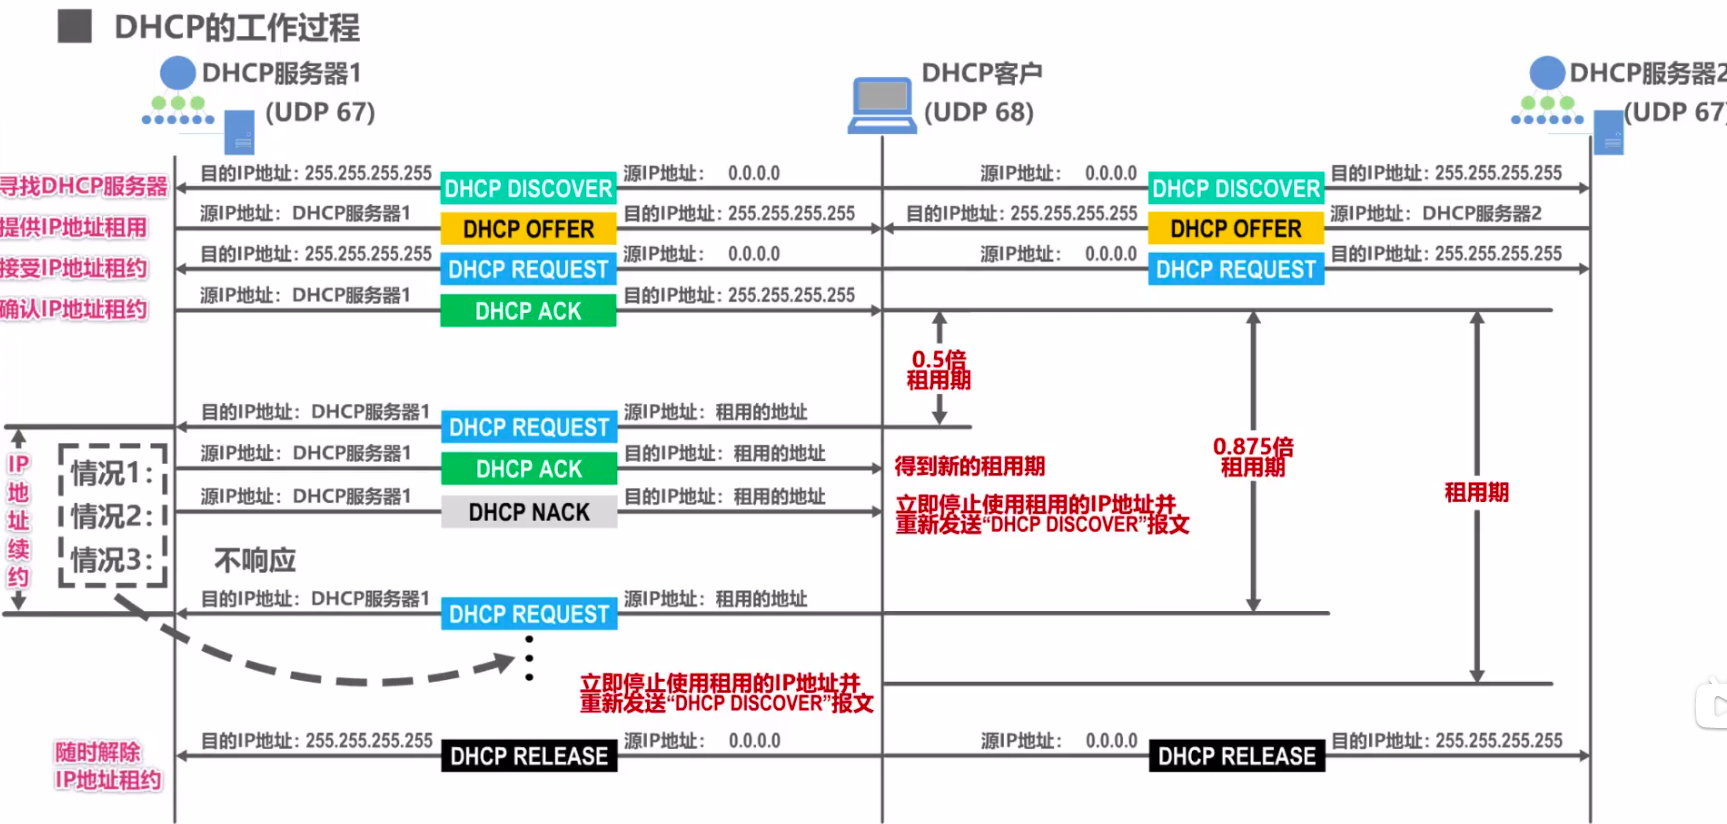 DHCP的工作过程
DHCP服务器1
(UDP 67)
DHCP客户
(UDP 68)
DHCP服务器2
(UDP 67)
寻找DHCP服务器
目的IP地址: 255.255.255.255
DHCP DISCOVER
源IP地址: 0.0.0.0
源IP地址: 0.0.0.0
DHCP DISCOVER
目的IP地址: 255.255.255.255
提供IP地址租用
源IP地址: DHCP服务器1
DHCP OFFER
目的IP地址: 255.255.255.255
目的IP地址: 255.255.255.255
DHCP OFFER
源IP地址: DHCP服务器2
接受IP地址租约
目的IP地址: 255.255.255.255
DHCP REQUEST
源IP地址: 0.0.0.0
源IP地址: 0.0.0.0
DHCP REQUEST
目的IP地址: 255.255.255.255
确认IP地址租约
源IP地址: DHCP服务器1
DHCP ACK
目的IP地址: 255.255.255.255
0.5倍
租用期
0.875倍
租用期
租用期
IP地址续约
目的IP地址: DHCP服务器1
DHCP REQUEST
源IP地址: 租用的地址
情况1:
源IP地址: DHCP服务器1
DHCP ACK
目的IP地址: 租用的地址
得到新的租用期
情况2:
源IP地址: DHCP服务器1
DHCP NACK
目的IP地址: 租用的地址
立即停止使用租用的IP地址并
重新发送“DHCP DISCOVER”报文
情况3:
不响应
目的IP地址: DHCP服务器1
DHCP REQUEST
源IP地址: 租用的地址
立即停止使用租用的IP地址并
重新发送“DHCP DISCOVER”报文
随时解除
IP地址租约
目的IP地址: 255.255.255.255
DHCP RELEASE
源IP地址: 0.0.0.0
源IP地址: 0.0.0.0
DHCP RELEASE
目的IP地址: 255.255.255.255